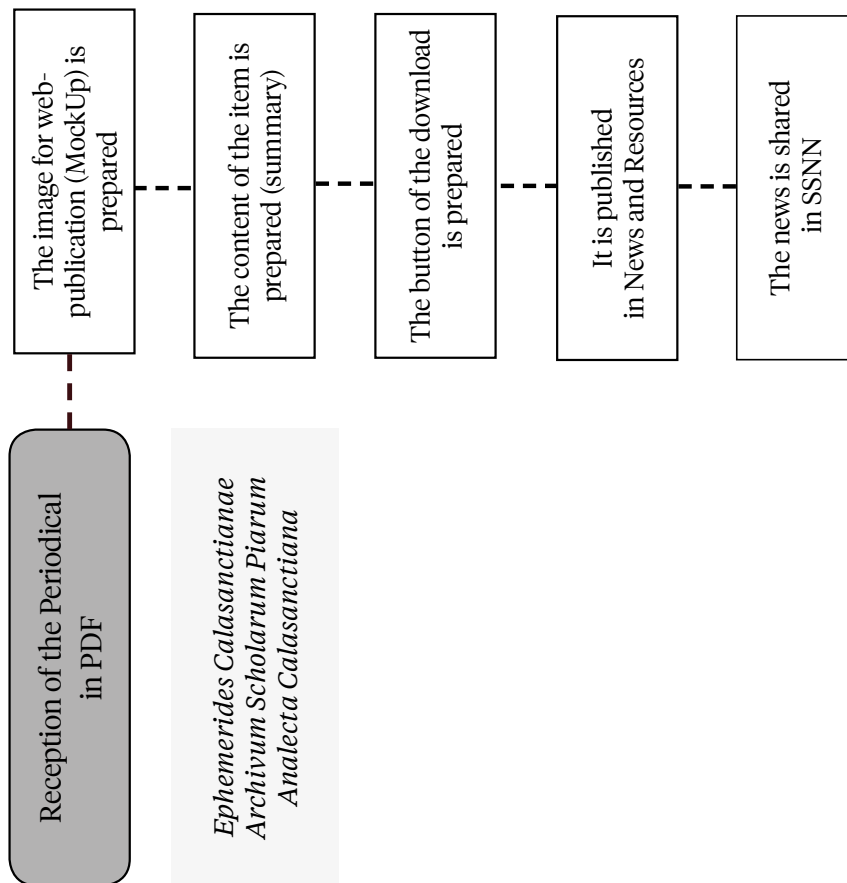 Reception of the Periodical
in PDF
Ephemerides Calasanctianae
Archivum Scholarum Piarum
Analecta Calasanctiana
The image for web-
publication (MockUp) is
prepared
The content of the item is
prepared (summary)
The button of the download
is prepared
It is published
in News and Resources
The news is shared
in SSNN